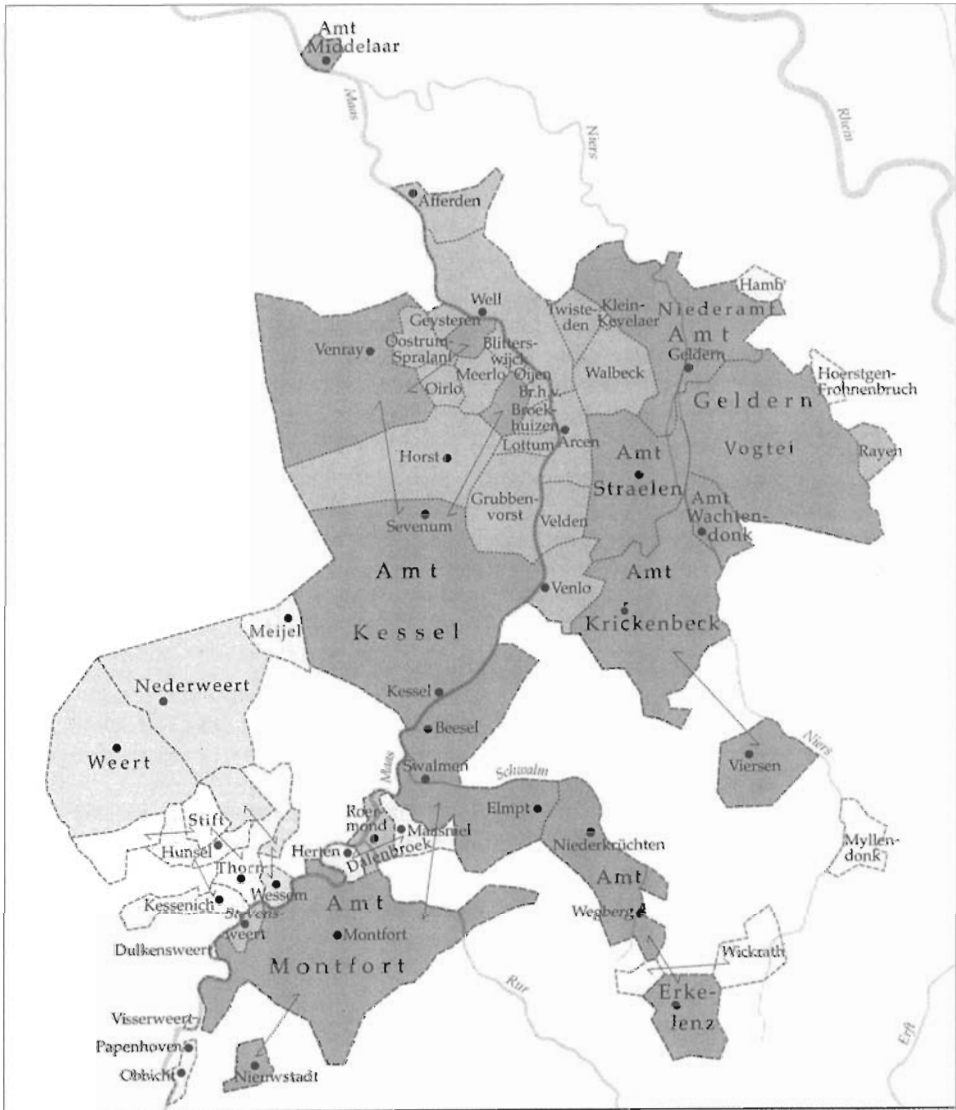 Amt
Middelaar
Maas
Niers
Rhein
Afferden
Well
Geysteren
Venray
Oostrum-
Spraland
Blitters-
wijck
Meerlo
Oijen
Oirlo
Br.h.v.
Broek-
huizen
Lottum
Arcen
Twiste-
den
Klein-
Kevelaer
Walbeck
Niederamt
Amt
Geldern
Hamb
Hoerstgen-
Frohnenbruch
Geldern
Vogtei
Rayen
Horst
Sevenum
Grubben-
vorst
Velden
Amt
Straelen
Amt
Wachten-
donk
Amt
Kessel
Venlo
Amt
Krickenbeck
Meijel
Nederweert
Weert
Kessel
Beesel
Swalmen
Maas
Schwalm
Elmpt
Niederkrüchten
Viersen
Niers
Stift
Hunsel
Thorn
Kessenich
Wessem
Stevens-
weert
Roer-
mond
Maasniel
Herten
Dalenbroek
Amt
Montfort
Montfort
Amt
Wegberg
Myllen-
donk
Wickrath
Erke-
lenz
Dulkensweert
Visserweert
Papenhoven
Obbicht
Nieuwstadt
Rur
Erft